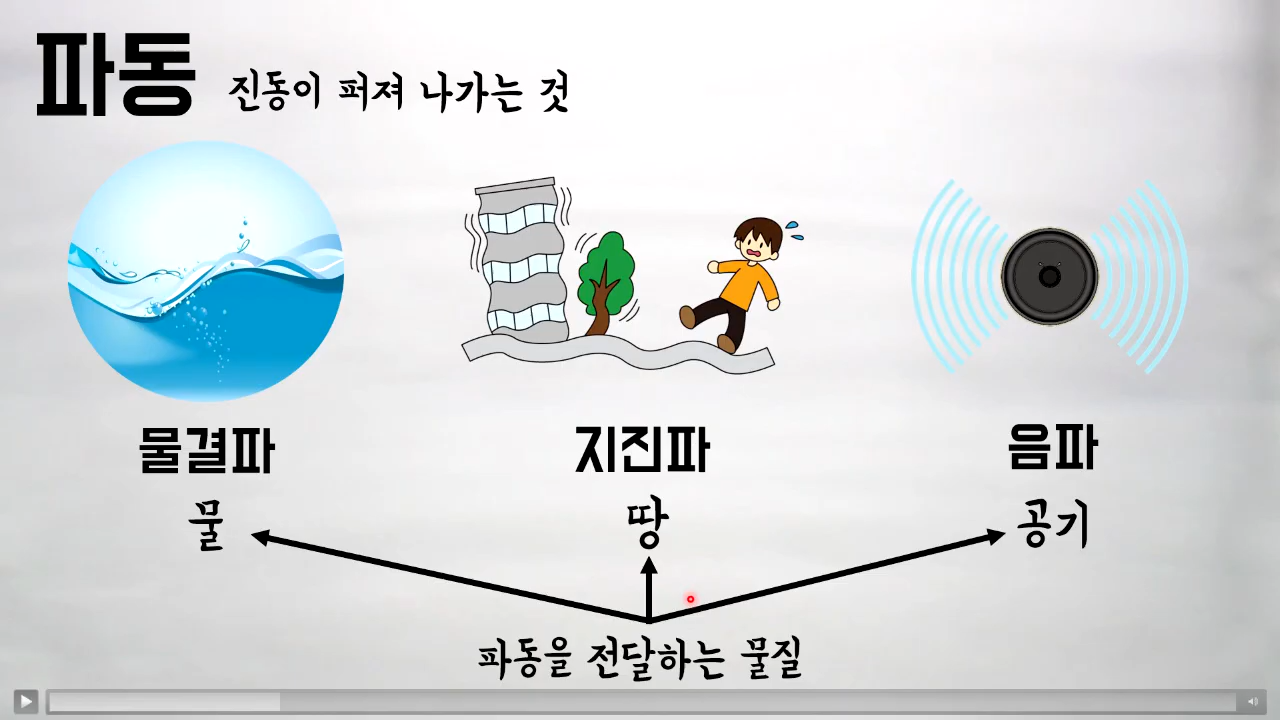 파동 진동이 퍼져 나가는 것
물결파 지진파 음파
물 땅 공기
파동을 전달하는 물질